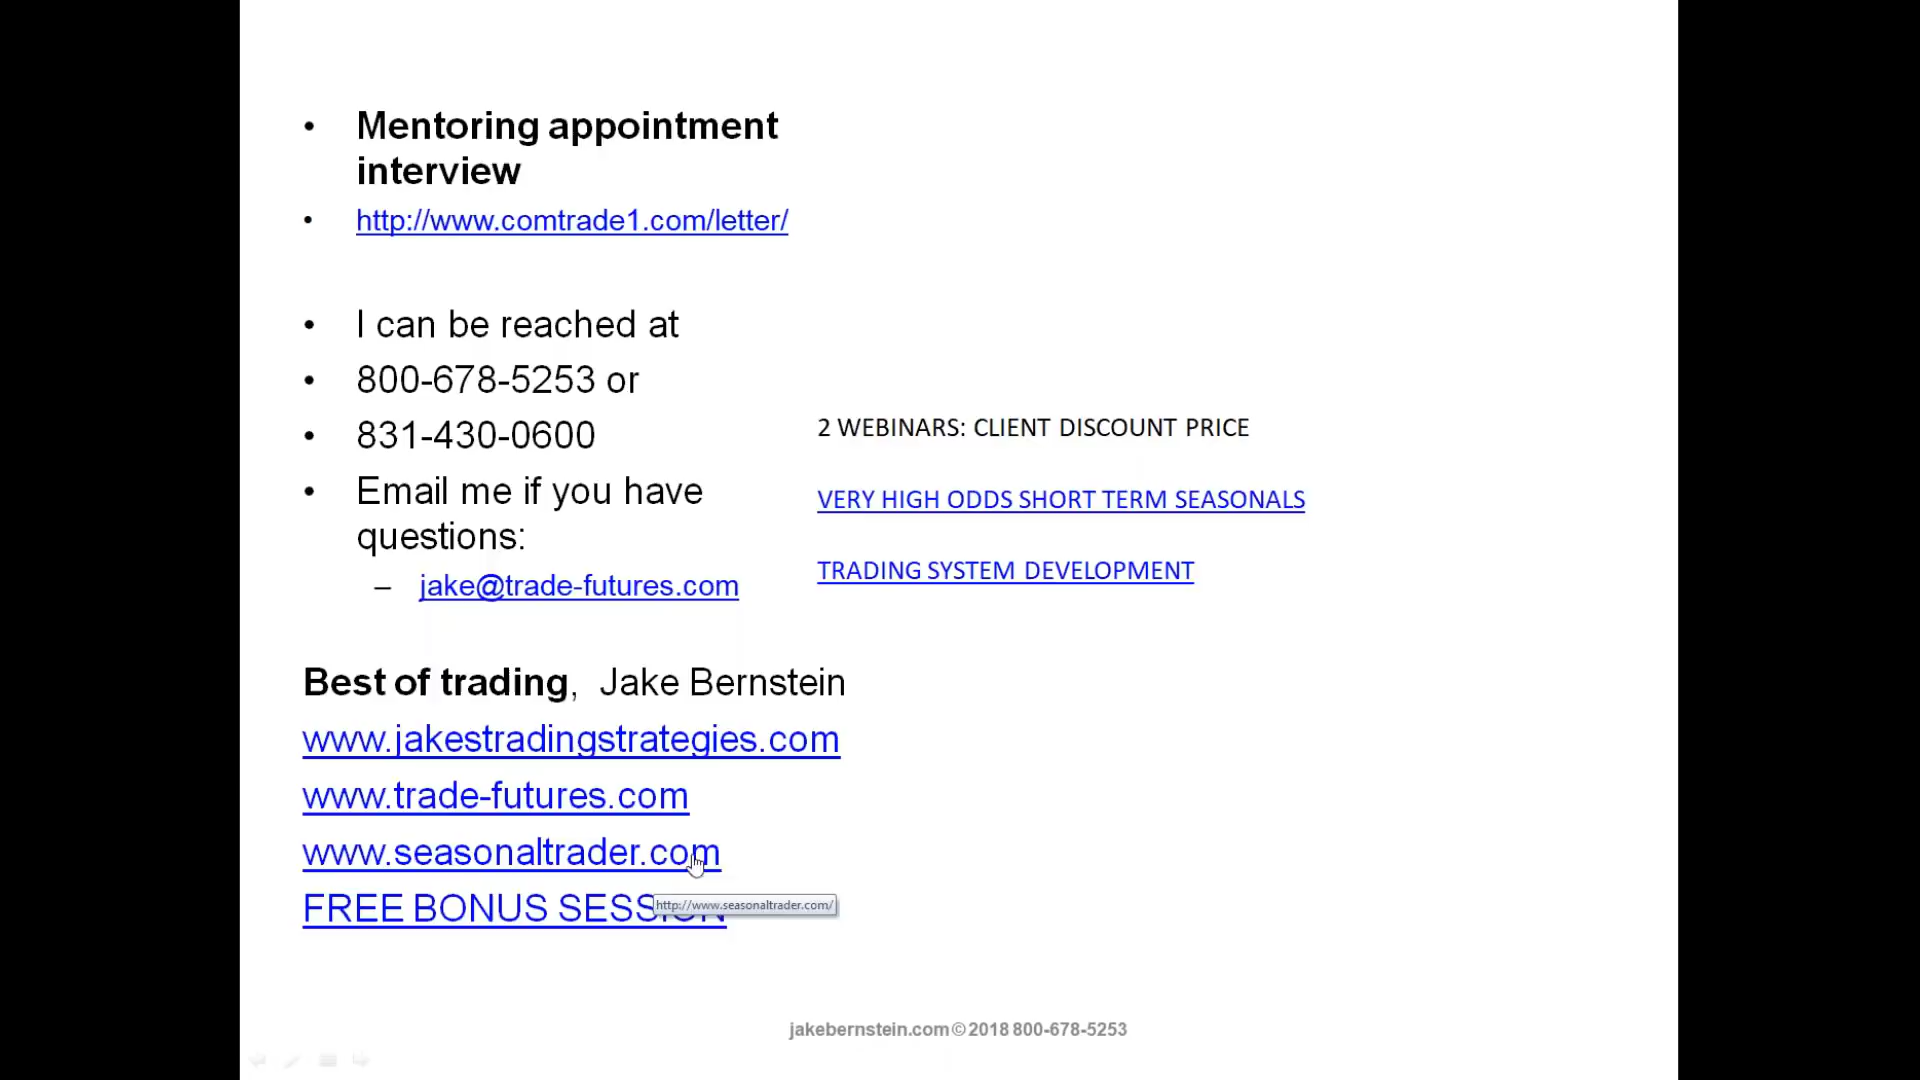 • Mentoring appointment
interview
• http://www.comtrade1.com/letter/
• I can be reached at
• 800-678-5253 or
• 831-430-0600
• Email me if you have
questions:
– jake@trade-futures.com
2 WEBINARS: CLIENT DISCOUNT PRICE
VERY HIGH ODDS SHORT TERM SEASONALS
TRADING SYSTEM DEVELOPMENT
Best of trading, Jake Bernstein
www.jakestradingstrategies.com
www.trade-futures.com
www.seasonaltrader.com
FREE BONUS SESSION
http://www.seasonaltrader.com/
jakebernstein.com©2018 800-678-5253